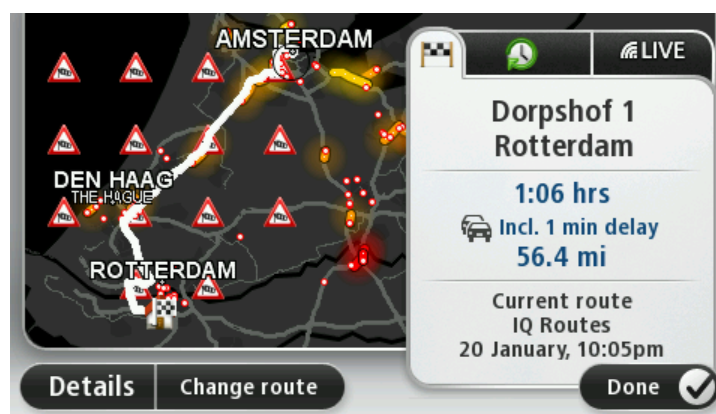 AMSTERDAM
DEN HAAG
THE HAGUE
ROTTERDAM
LIVE
Dorpshof 1
Rotterdam
1:06 hrs
Incl. 1 min delay
56.4 mi
Current route
IQ Routes
20 January, 10:05pm
Details
Change route
Done